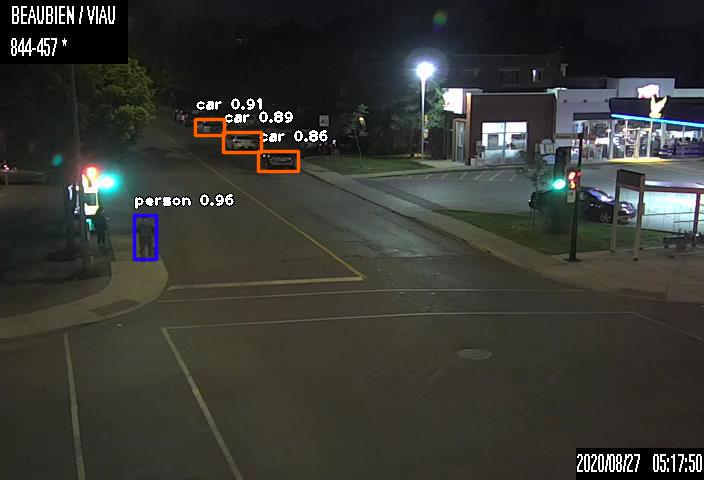 BEAUBIEN / VIAU
844-457 *
car 0.91
car 0.89
car 0.86
person 0.96
2020/08/27 05:17:50